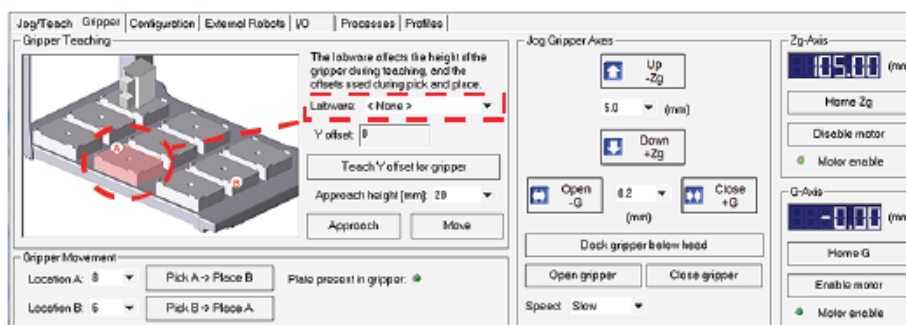 Jog/Teach Gripper Configuration External Robots I/O Processes Profiles
Gripper Teaching
The labware affects the height of the
gripper during teaching, and the
offsets used during pick and place.
Labware: < None >
Y offset: 0
Teach 'Y' offset for gripper
Approach height [mm]: 20
Approach Move
A
B
Gripper Movement
Location A: 8 Pick A -> Place B Plate present in gripper:
Location B: 6 Pick B -> Place A
Jog Gripper Axes
Up
-Zg
5.0 (mm)
Down
+Zg
Open
-G
0.2
(mm)
Close
+G
Dock gripper below head
Open gripper Close gripper
Speed: Slow
Zg-Axis
105.00 (mm
Home Zg
Disable motor
Motor enable
G-Axis
-0.00 (mm
Home G
Enable motor
Motor enable